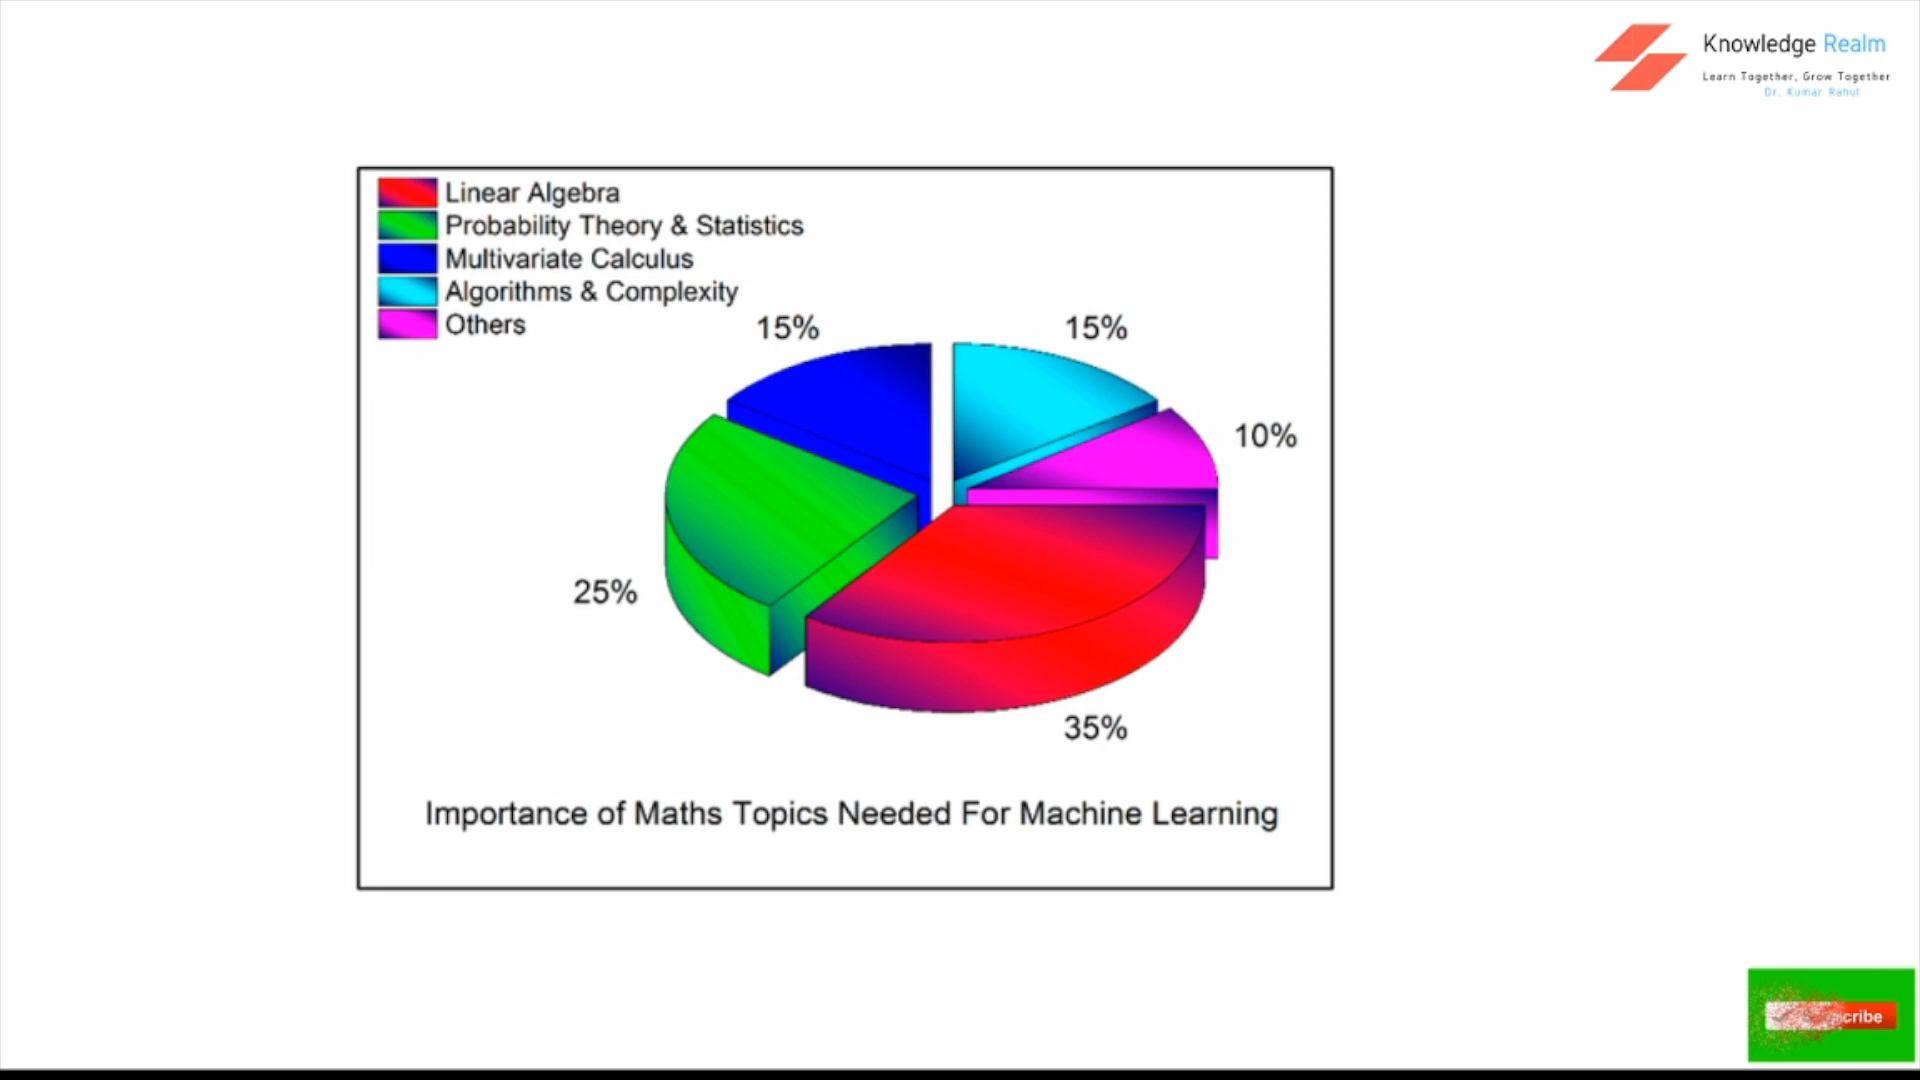 Knowledge Realm
Learn Together, Grow Together
Dr. Kumar Rahul
Linear Algebra
Probability Theory & Statistics
Multivariate Calculus
Algorithms & Complexity
Others
15%
15%
10%
25%
35%
Importance of Maths Topics Needed For Machine Learning
cribe